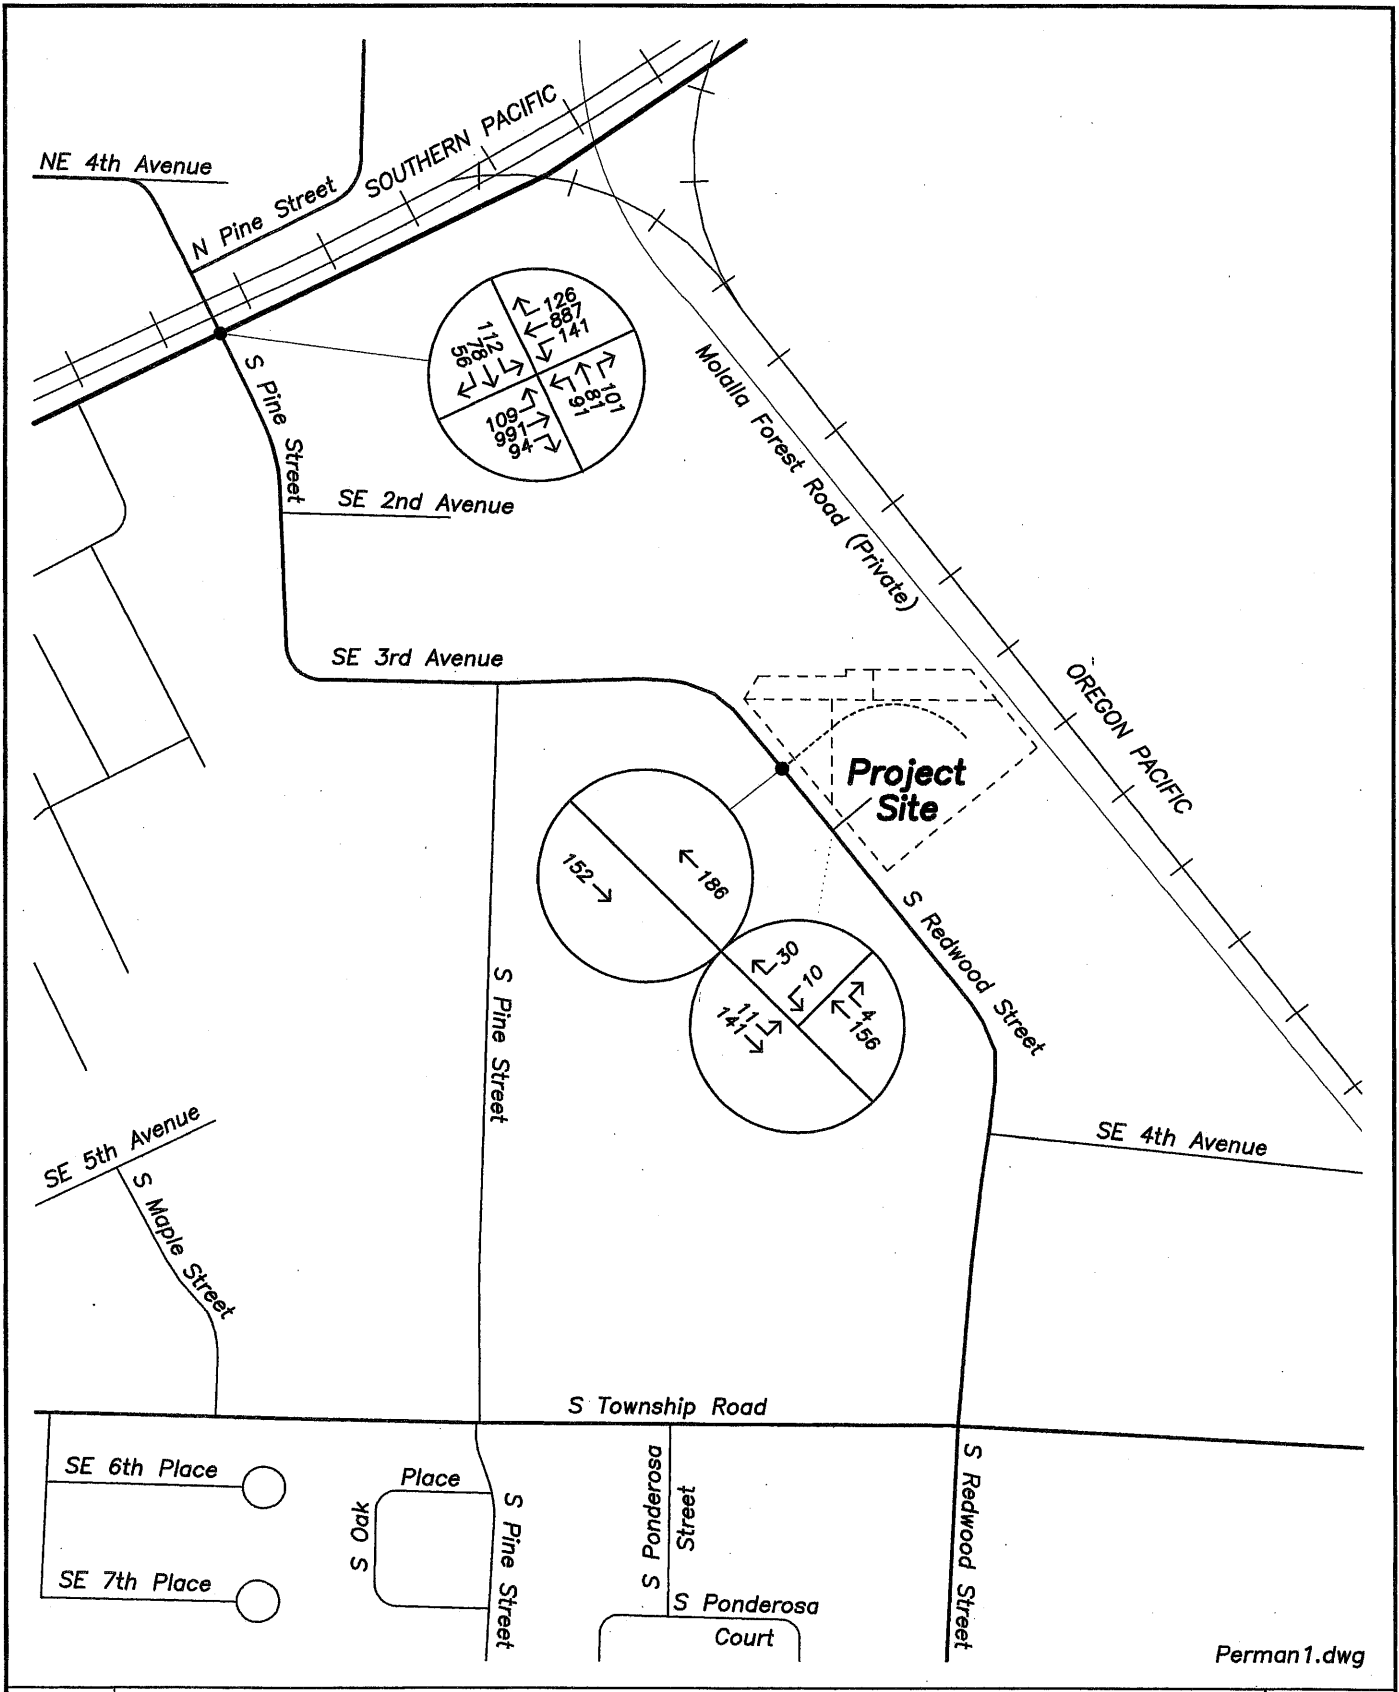 NE 4th Avenue
N Pine Street
SOUTHERN PACIFIC
126
887
141
112
78
56
101
81
91
109
991
94
S Pine Street
SE 2nd Avenue
Molalla Forest Road (Private)
SE 3rd Avenue
OREGON PACIFIC
Project
Site
152
186
30
10
11
141
4
156
S Redwood Street
S Pine Street
SE 4th Avenue
SE 5th Avenue
S Maple Street
S Township Road
SE 6th Place
Place
S Oak
S Pine Street
S Ponderosa
Street
S Redwood Street
SE 7th Place
S Ponderosa
Court
Perman1.dwg